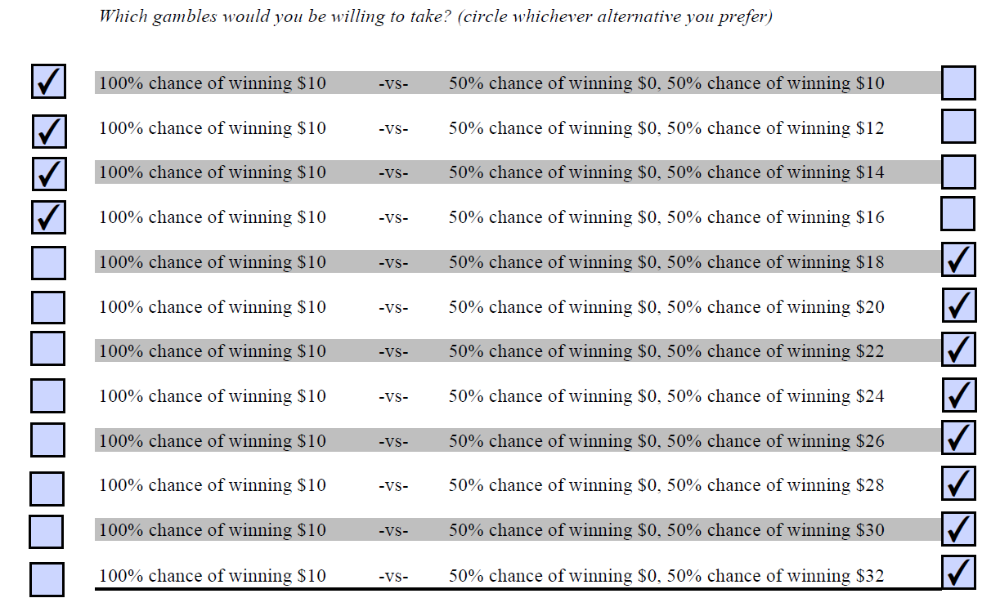 Which gambles would you be willing to take? (circle whichever alternative you prefer)
100% chance of winning $10 -vs- 50% chance of winning $0, 50% chance of winning $10
100% chance of winning $10 -vs- 50% chance of winning $0, 50% chance of winning $12
100% chance of winning $10 -vs- 50% chance of winning $0, 50% chance of winning $14
100% chance of winning $10 -vs- 50% chance of winning $0, 50% chance of winning $16
100% chance of winning $10 -vs- 50% chance of winning $0, 50% chance of winning $18
100% chance of winning $10 -vs- 50% chance of winning $0, 50% chance of winning $20
100% chance of winning $10 -vs- 50% chance of winning $0, 50% chance of winning $22
100% chance of winning $10 -vs- 50% chance of winning $0, 50% chance of winning $24
100% chance of winning $10 -vs- 50% chance of winning $0, 50% chance of winning $26
100% chance of winning $10 -vs- 50% chance of winning $0, 50% chance of winning $28
100% chance of winning $10 -vs- 50% chance of winning $0, 50% chance of winning $30
100% chance of winning $10 -vs- 50% chance of winning $0, 50% chance of winning $32